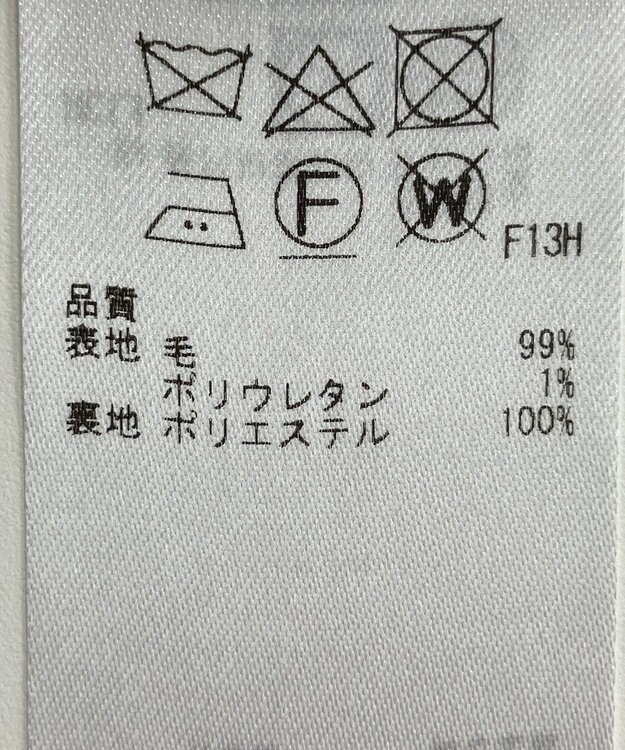 F W F13H
品質
表地 毛 99%
ポリウレタン 1%
裏地 ポリエステル 100%